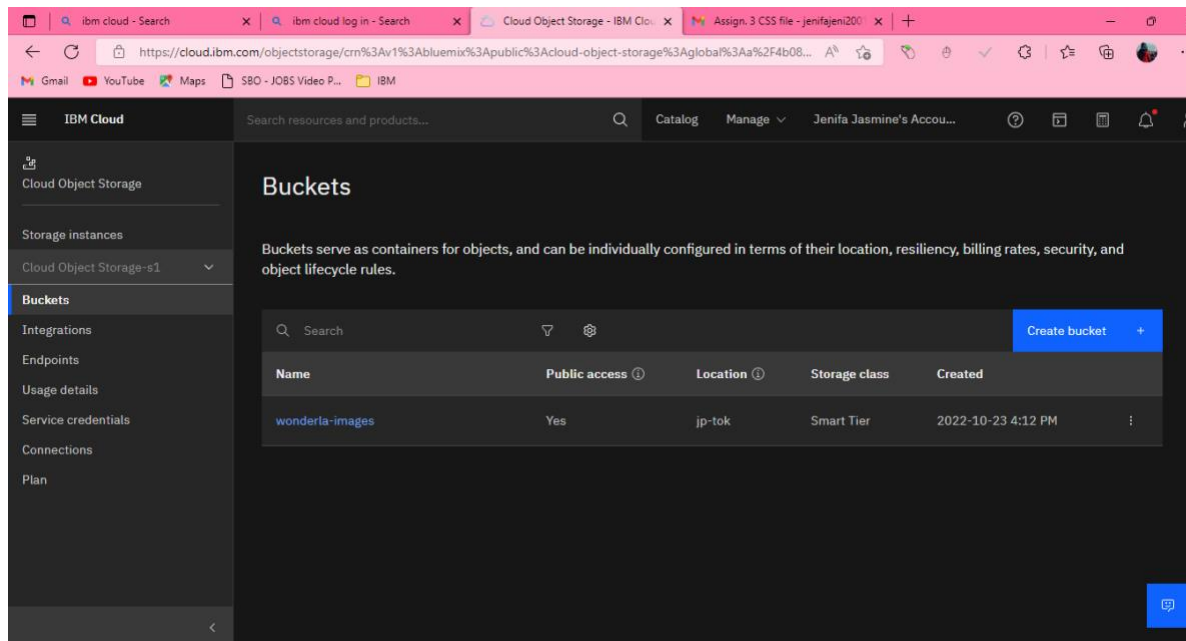 ibm cloud - Search
ibm cloud log in - Search
Cloud Object Storage - IBM Clou
Assign. 3 CSS file - jenifajeni200
https://cloud.ibm.com/objectstorage/crn%3Av1%3Abluemix%3Apublic%3Acloud-object-storage%3Aglobal%3Aa%2F4b08...
Gmail YouTube Maps SBO - JOBS Video P... IBM
IBM Cloud
Search resources and products...
Catalog
Manage
Jenifa Jasmine's Accou...
Cloud Object Storage
Storage instances
Cloud Object Storage-s1
Buckets
Integrations
Endpoints
Usage details
Service credentials
Connections
Plan
Buckets
Buckets serve as containers for objects, and can be individually configured in terms of their location, resiliency, billing rates, security, and
object lifecycle rules.
Search
Create bucket +
Name Public access Location Storage class Created
wonderla-images Yes jp-tok Smart Tier 2022-10-23 4:12 PM